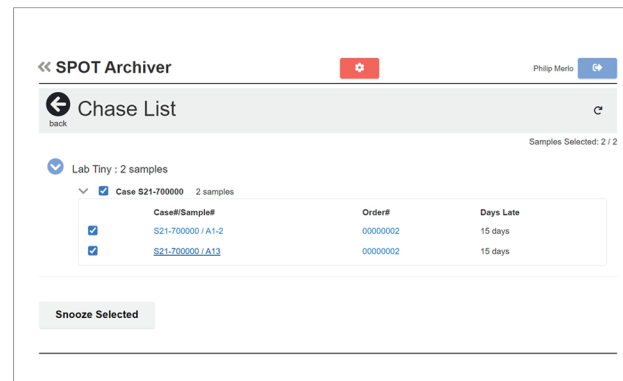 SPOT Archiver
Philip Merlo
back
Chase List
Samples Selected: 2 / 2
Lab Tiny : 2 samples
Case S21-700000 2 samples
Case#/Sample# Order# Days Late
S21-700000 / A1-2 00000002 15 days
S21-700000 / A13 00000002 15 days
Snooze Selected